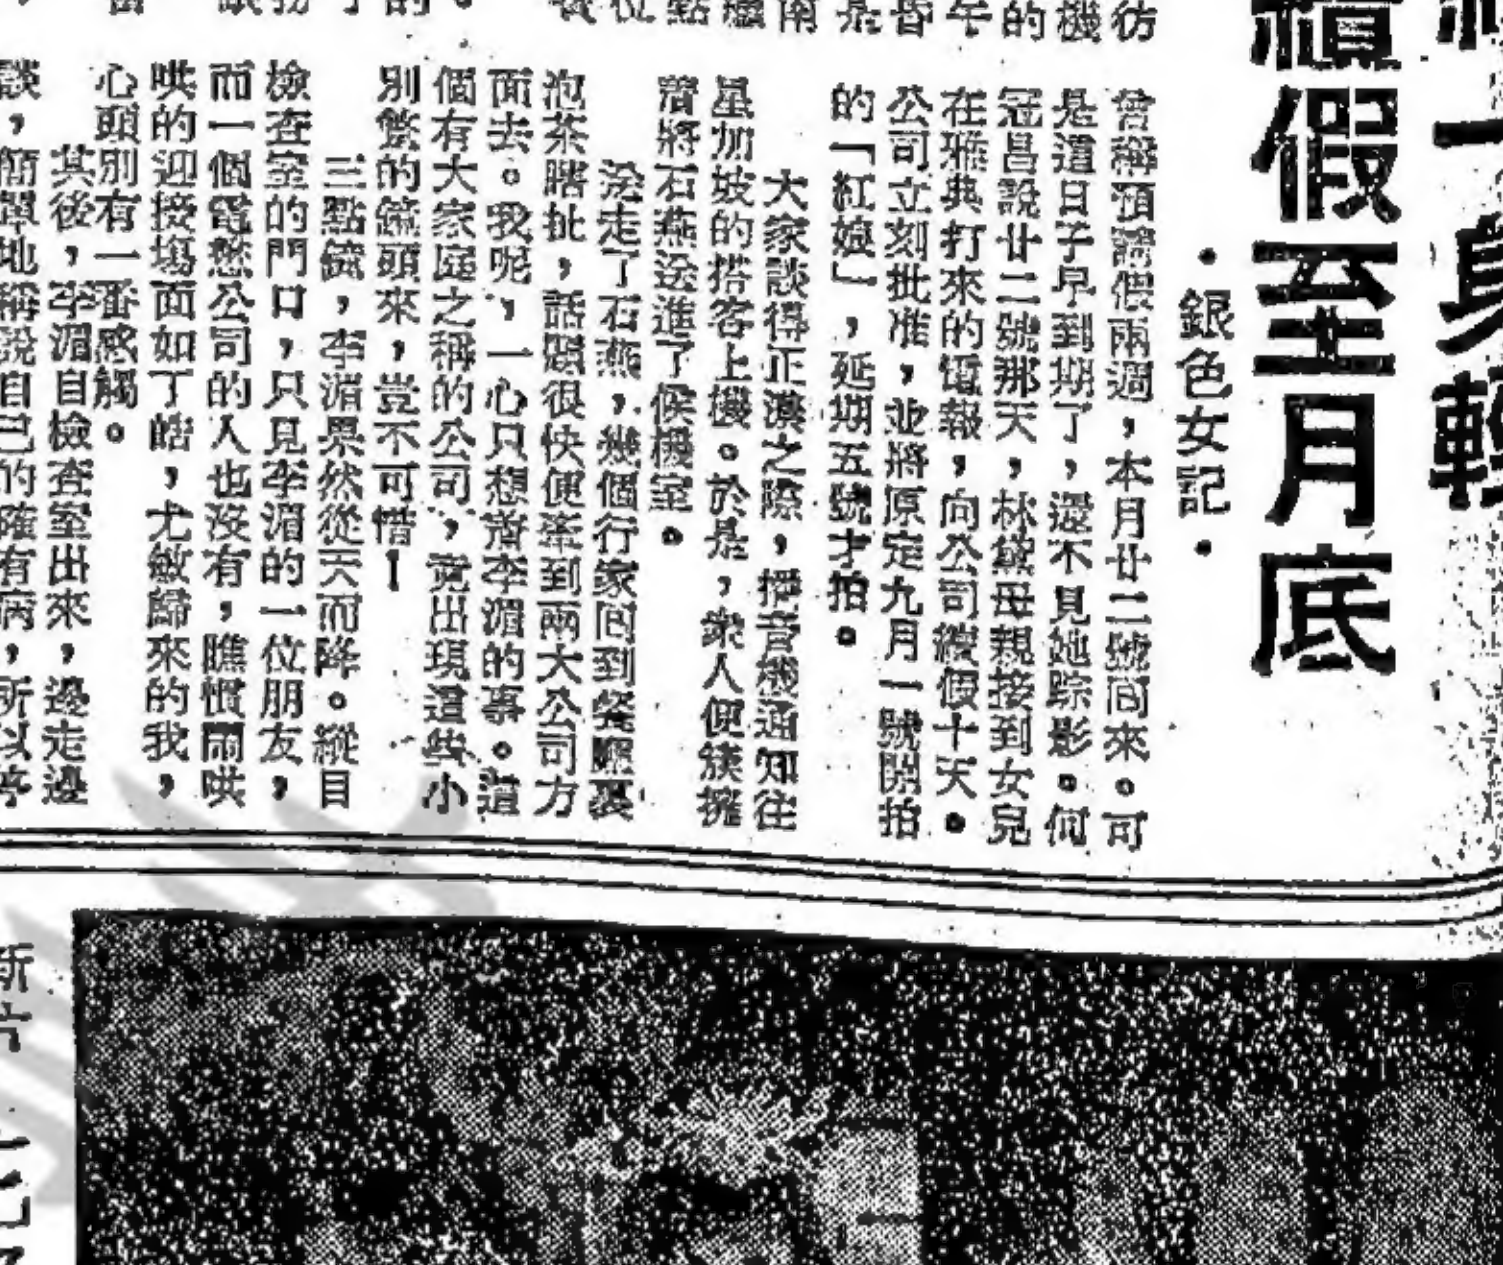 一身輕
續假至月底
·銀色女記·
曾稱預請假兩週，本月廿二號回來。可
是這日子早到期了，還不見她踪影。何
冠昌說廿二號那天，林黛母親接到女兒
在雅典打來的電報，向公司續假十天。
公司立刻批准，並將原定九月一號開拍
的「紅娘」，延期五號才拍。
大家談得正濃之際，播音機通知往
星加坡的搭客上機。於是，衆人便簇擁
著將石燕送進了候機室。
送走了石燕，幾個行家回到餐廳裏
泡茶瞎扯，話題很快便牽到兩大公司方
面去。我呢，一心只想著李湄的事。這
個有大家庭之稱的公司，竟出現這些小
別的鏡頭來，豈不可惜！
三點鐘，李湄果然從天而降。縱目
檢查室的門口，只見李湄的一位朋友，
而一個電懋公司的人也沒有，瞧慣鬧哄
哄的迎接場面如丁皓，尤敏歸來的我，
心頭別有一番感觸。
其後，李湄自檢查室出來，邊走邊
談，簡單地稱說自己的確有病，所以
新片